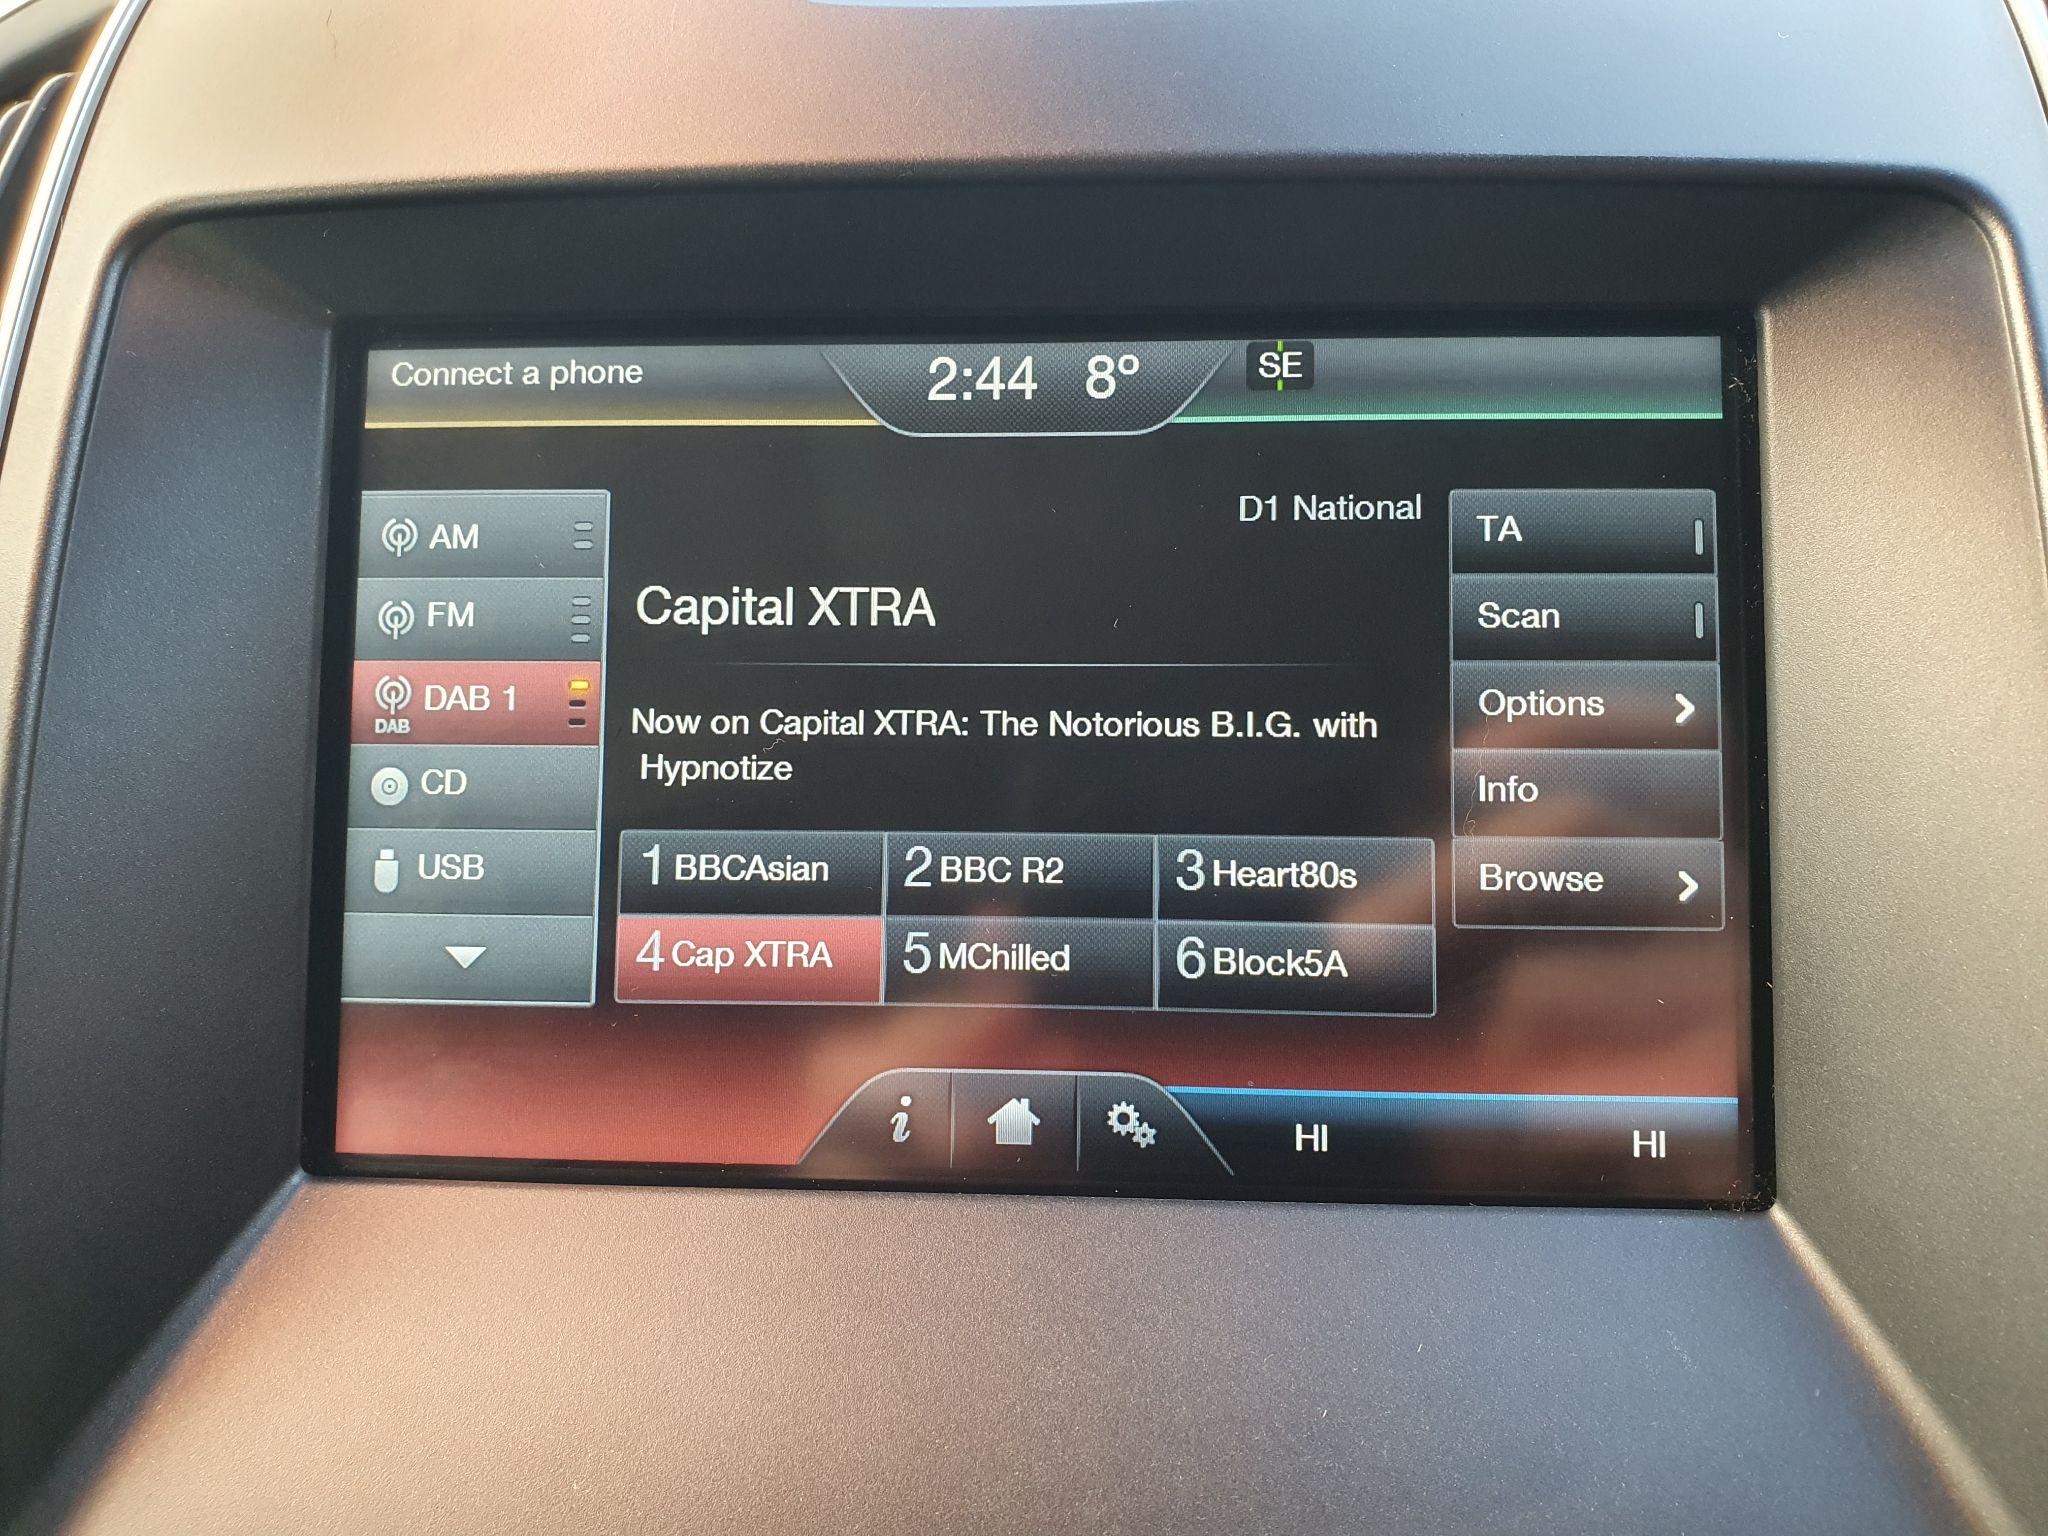 Connect a phone
2:44 8° SE
D1 National
AM
FM
DAB 1
DAB
CD
USB
Capital XTRA
Now on Capital XTRA: The Notorious B.I.G. with
Hypnotize
1 BBCAsian 2 BBC R2 3 Heart80s
4 Cap XTRA 5 MChilled 6 Block5A
TA
Scan
Options
Info
Browse
i
HI HI